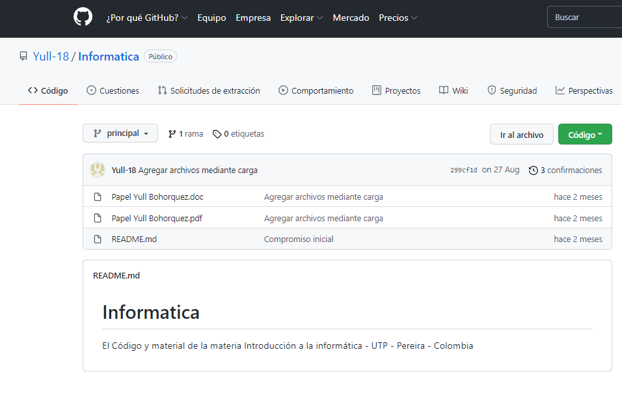 ¿Por qué GitHub? Equipo Empresa Explorar Mercado Precios Buscar
Yull-18 / Informatica Público
Código Cuestiones Solicitudes de extracción Comportamiento Proyectos Wiki Seguridad Perspectivas
principal 1 rama 0 etiquetas Ir al archivo Código
Yull-18 Agregar archivos mediante carga 299cf1d on 27 Aug 3 confirmaciones
Papel Yull Bohorquez.doc Agregar archivos mediante carga hace 2 meses
Papel Yull Bohorquez.pdf Agregar archivos mediante carga hace 2 meses
README.md Compromiso inicial hace 2 meses
README.md
Informatica
El Código y material de la materia Introducción a la informática - UTP - Pereira - Colombia